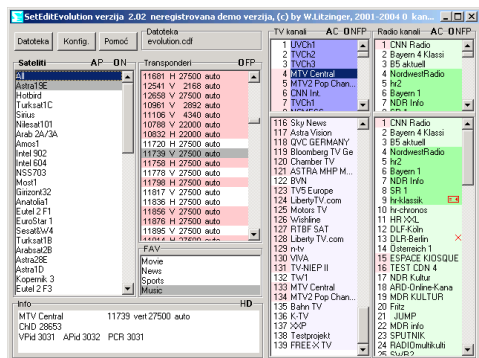 SetEditEvolution verzija 2.02 neregistrovana demo verzija, (c) by W.Litzinger, 2001-2004 0 kan...
Datoteka
Konfig.
Pomoć
Datoteka
evolution.cdf
Sateliti AP ON
All
Astra19E
Hotbird
Turksat1C
Sirius
Nilesat101
Arab 2A/3A
Amos1
Intel 902
Intel 604
NSS703
Most1
Girizont32
Anatolia1
Eutel 2 F1
EuroStar 1
Sesat&W4
Turksat1B
Arabsat2B
Astra28E
Astra1D
Kopernik 3
Eutel 2 F3
Transponderi OFP
11681 H 27500 auto
12541 V 2168 auto
12658 V 27500 auto
10961 V 2892 auto
11106 V 4340 auto
10788 V 22000 auto
10832 H 22000 auto
11720 H 27500 auto
11739 V 27500 auto
11758 H 27500 auto
11778 V 27500 auto
11798 H 27500 auto
11817 V 27500 auto
11836 H 27500 auto
11856 V 27500 auto
11876 H 27500 auto
11895 V 27500 auto
11914 H 27500 auto
FAV
Movie
News
Sports
Music
Info HD
MTV Central 11739 vert 27500 auto
ChID 28653
VPid 3031 APid 3032 PCR 3031
TV kanali AC ONFP
1 UVCh1
2 TVCh2
3 TVCh3
4 MTV Central
5 MTV2 Pop Chan...
6 CNN Int.
7 TVCh1
116 Sky News
117 Astra Vision
118 QVC GERMANY
119 Bloomberg TV Ge
120 Chamber TV
121 ASTRA MHP M...
122 BVN
123 TV5 Europe
124 LibertyTV.com
125 Motors TV
126 Wishline
127 RTBF SAT
128 Liberty TV.com
129 n-tv
130 VIVA
131 TV-NIEP II
132 TW1
133 MTV Central
134 MTV2 Pop Chan...
135 Bahn TV
136 K-TV
137 XXP
138 Testprojekt
139 FREE-X TV
Radio kanali AC ONFP
1 CNN Radio
2 Bayern 4 Klassi
3 B5 aktuell
4 NordwestRadio
5 hr2
6 Bayern 1
7 NDR Info
1 CNN Radio
2 Bayern 4 Klassi
3 B5 aktuell
4 NordwestRadio
5 hr2
6 Bayern 1
7 NDR Info
8 SR 1
9 hr-klassik
10 hr-chronos
11 HR XXL
12 DLF-Köln
13 DLR-Berlin
14 Österreich 1
15 ESPACE KIOSQUE
16 TEST CDN 4
17 NDR Kultur
18 ARD-Online-Kana
19 MDR KULTUR
20 Fritz
21 JUMP
22 MDR info
23 SPUTNIK
24 RADIOmultikulti
25 SWR2